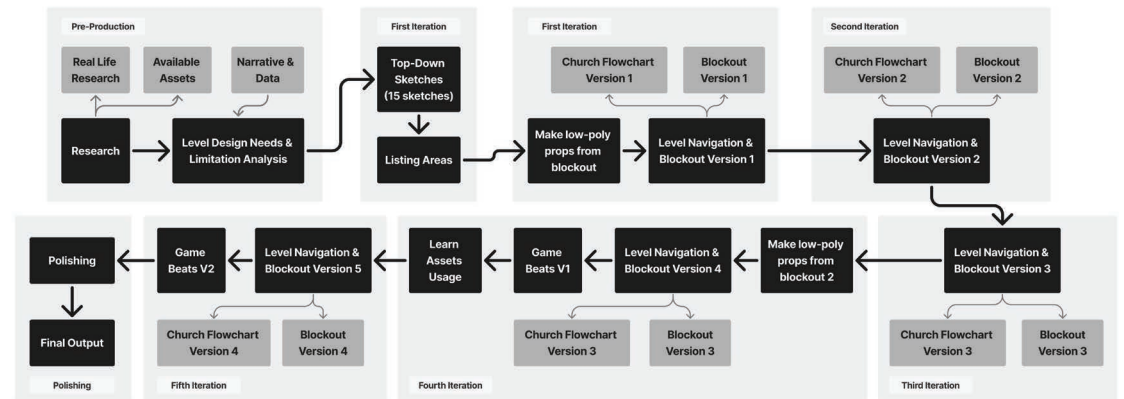 Pre-Production
Real Life
Research
Available
Assets
Narrative &
Data
Research
Level Design Needs &
Limitation Analysis
First Iteration
Top-Down
Sketches
(15 sketches)
Listing Areas
First Iteration
Church Flowchart
Version 1
Blockout
Version 1
Make low-poly
props from
blockout
Level Navigation &
Blockout Version 1
Second Iteration
Church Flowchart
Version 2
Blockout
Version 2
Level Navigation &
Blockout Version 2
Level Navigation &
Blockout Version 3
Church Flowchart
Version 3
Blockout
Version 3
Third Iteration
Make low-poly
props from
blockout 2
Level Navigation &
Blockout Version 4
Game
Beats V1
Learn
Assets
Usage
Church Flowchart
Version 3
Blockout
Version 3
Fourth Iteration
Level Navigation &
Blockout Version 5
Game
Beats V2
Church Flowchart
Version 4
Blockout
Version 4
Fifth Iteration
Polishing
Final Output
Polishing